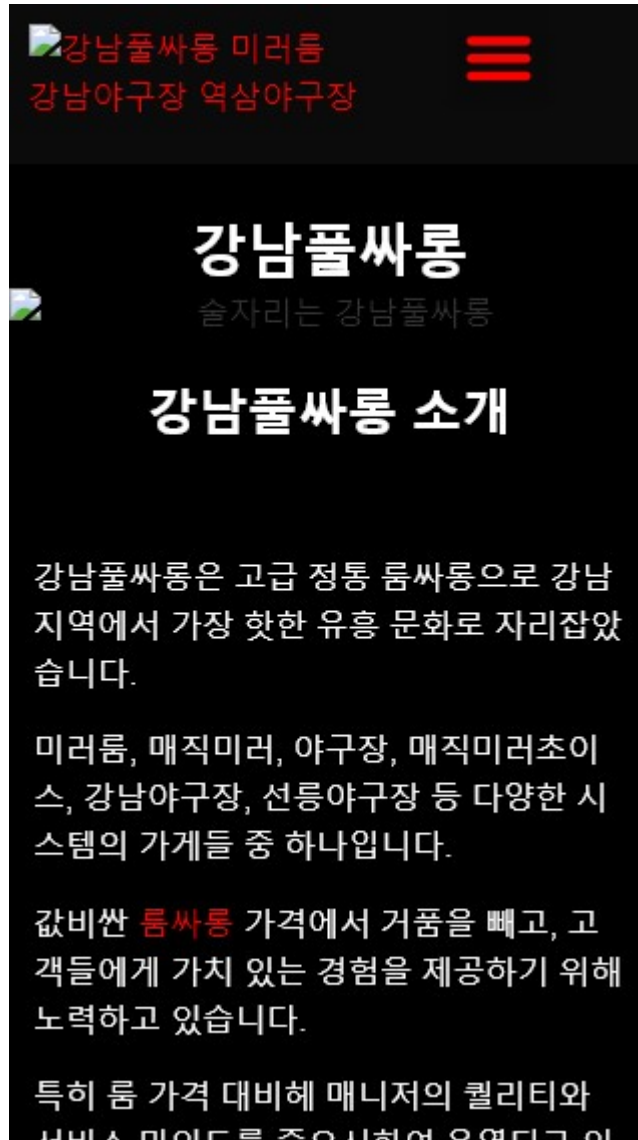 강남풀싸롱 미러룸
강남야구장 역삼야구장
강남풀싸롱
술자리는 강남풀싸롱
강남풀싸롱 소개
강남풀싸롱은 고급 정통 룸싸롱으로 강남
지역에서 가장 핫한 유흥 문화로 자리잡았
습니다.
미러룸, 매직미러, 야구장, 매직미러초이
스, 강남야구장, 선릉야구장 등 다양한 시
스템의 가게들 중 하나입니다.
값비싼 룸싸롱 가격에서 거품을 빼고, 고
객들에게 가치 있는 경험을 제공하기 위해
노력하고 있습니다.
특히 룸 가격 대비헤 매니저의 퀄리티와